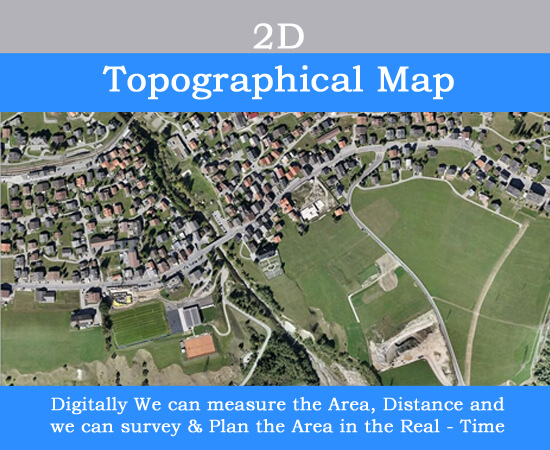 2D
Topographical Map
Digitally We can measure the Area, Distance and
we can survey & Plan the Area in the Real - Time